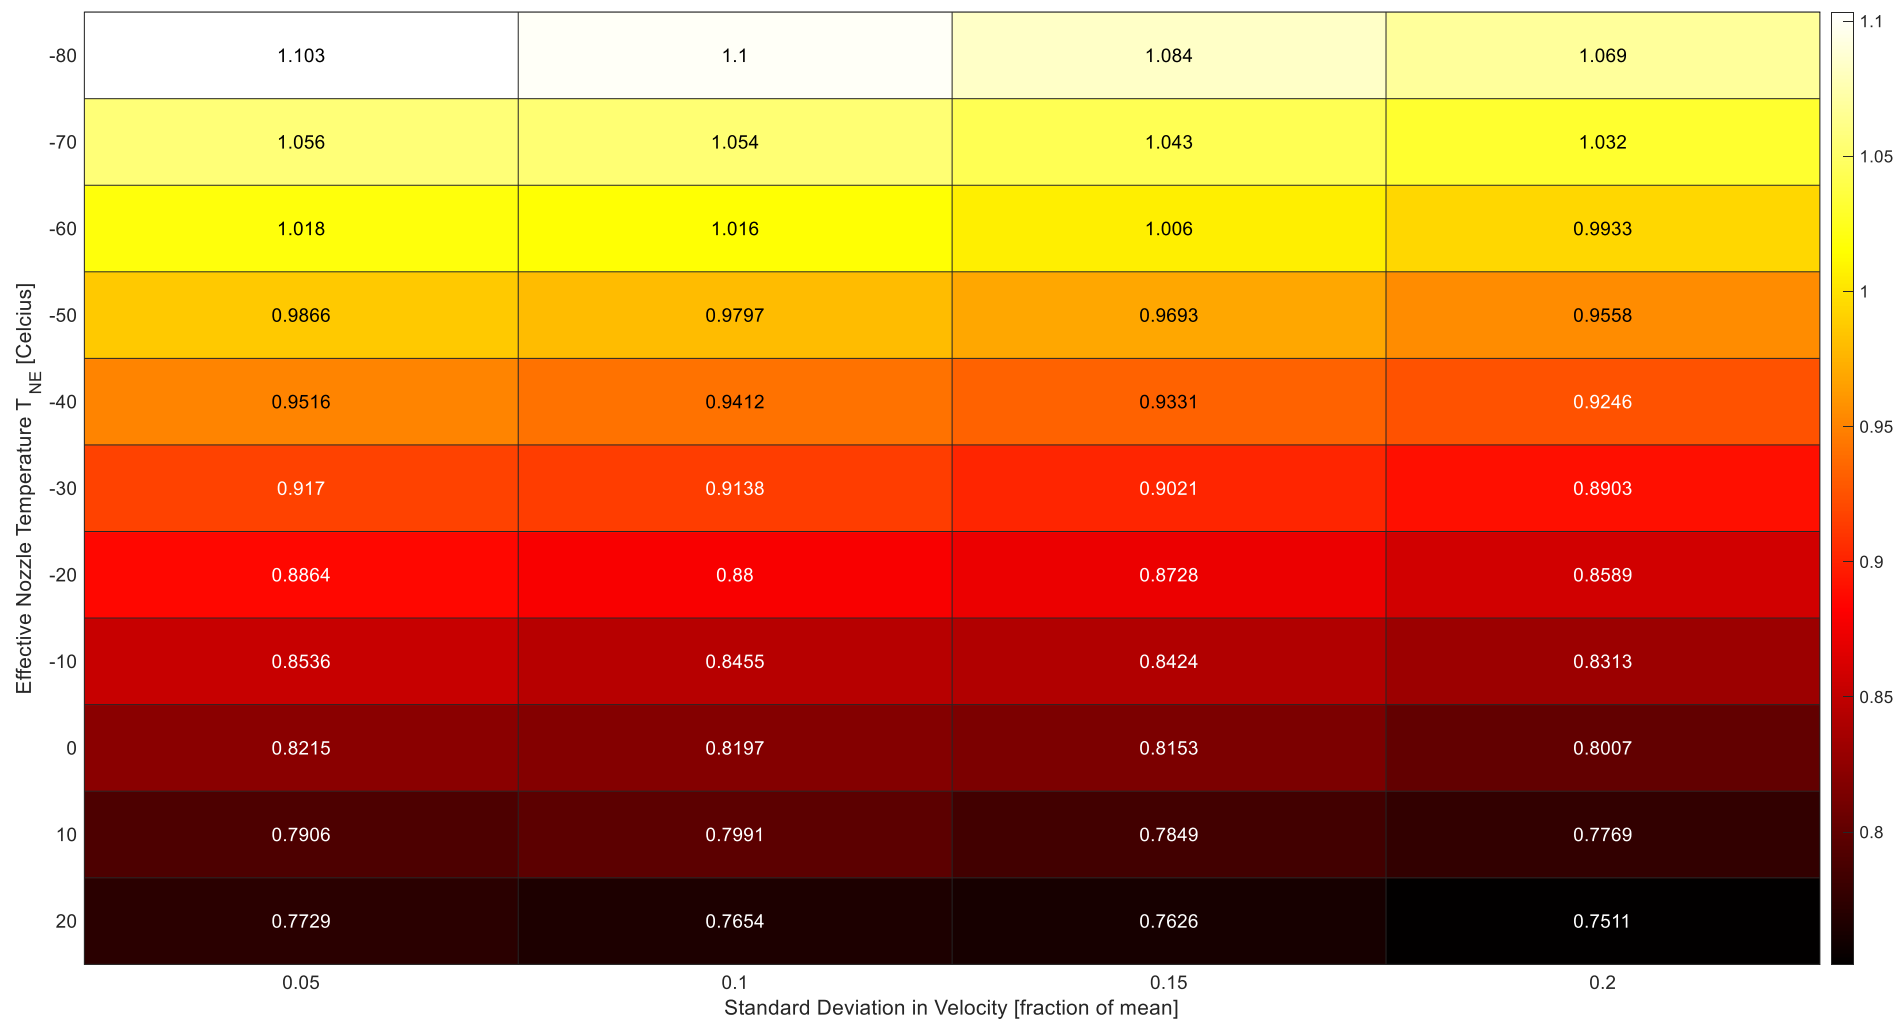 -80 1.103 1.1 1.084 1.069
-70 1.056 1.054 1.043 1.032
-60 1.018 1.016 1.006 0.9933
-50 0.9866 0.9797 0.9693 0.9558
-40 0.9516 0.9412 0.9331 0.9246
-30 0.917 0.9138 0.9021 0.8903
-20 0.8864 0.88 0.8728 0.8589
-10 0.8536 0.8455 0.8424 0.8313
0 0.8215 0.8197 0.8153 0.8007
10 0.7906 0.7991 0.7849 0.7769
20 0.7729 0.7654 0.7626 0.7511
0.05 0.1 0.15 0.2
Standard Deviation in Velocity [fraction of mean]
Effective Nozzle Temperature T_NE [Celcius]
1.1
1.05
1
0.95
0.9
0.85
0.8